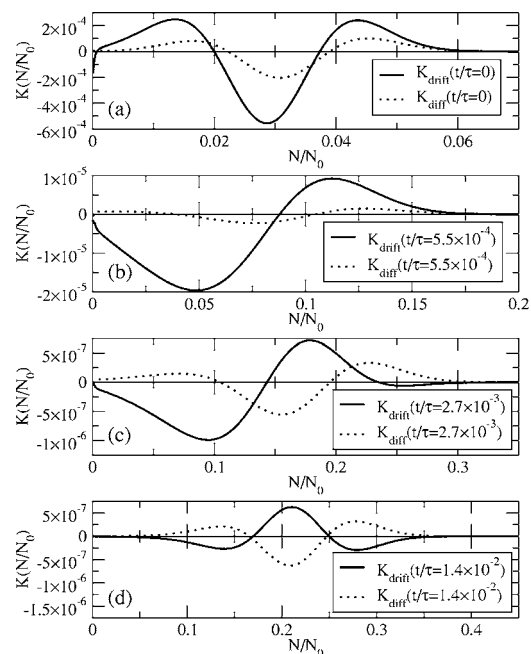 2×10⁻⁴
0
-2×10⁻⁴
-4×10⁻⁴
-6×10⁻⁴
K(N/N₀)
(a)
K_drift(t/τ=0)
K_diff(t/τ=0)
0.02 0.04 0.06
N/N₀
1×10⁻⁵
0
-1×10⁻⁵
-2×10⁻⁵
K(N/N₀)
(b)
K_drift(t/τ=5.5×10⁻⁴)
K_diff(t/τ=5.5×10⁻⁴)
0 0.05 0.1 0.15 0.2
N/N₀
5×10⁻⁷
0
-5×10⁻⁷
-1×10⁻⁶
K(N/N₀)
(c)
K_drift(t/τ=2.7×10⁻³)
K_diff(t/τ=2.7×10⁻³)
0 0.1 0.2 0.3
N/N₀
5×10⁻⁷
0
-5×10⁻⁷
-1×10⁻⁶
-1.5×10⁻⁶
K(N/N₀)
(d)
K_drift(t/τ=1.4×10⁻²)
K_diff(t/τ=1.4×10⁻²)
0 0.1 0.2 0.3 0.4
N/N₀